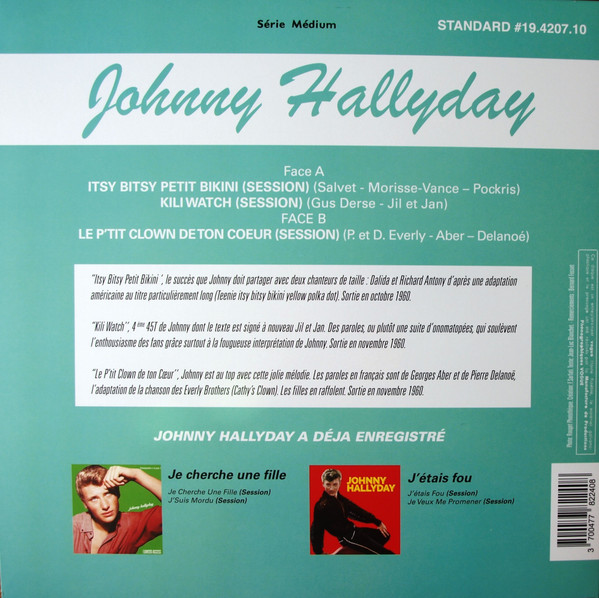 Série Médium
STANDARD #19.4207.10
Johnny Hallyday
Face A
ITSY BITSY PETIT BIKINI (SESSION) (Salvet - Morisse-Vance – Pockris)
KILI WATCH (SESSION) (Gus Derse - Jil et Jan)
FACE B
LE P'TIT CLOWN DE TON COEUR (SESSION) (P. et D. Everly - Aber – Delanoé)
"Itsy Bitsy Petit Bikini ', le succès que Johnny doit partager avec deux chanteurs de taille : Dalida et Richard Antony d'après une adaptation
américaine au titre particulièrement long (Teenie itsy bitsy bikini yellow polka dot). Sortie en octobre 1960.
"Kili Watch", 4 ème 45T de Johnny dont le texte est signé à nouveau Jil et Jan. Des paroles, ou plutôt une suite d'onomatopées, qui soulèvent
l'enthousiasme des fans grâce surtout à la fougueuse interprétation de Johnny. Sortie en novembre 1960.
"Le P'tit Clown de ton Cœur", Johnny est au top avec cette jolie mélodie. Les paroles en français sont de Georges Aber et de Pierre Delanoë,
l'adaptation de la chanson des Everly Brothers (Cathy's Clown). Les filles en raffolent. Sortie en novembre 1960.
JOHNNY HALLYDAY A DÉJA ENREGISTRÉ
Je cherche une fille
Je Cherche Une Fille (Session)
J'Suis Mordu (Session)
johnny hallyday
JOHNNY
HALLYDAY
J'étais fou
J'étais Fou (Session)
Je Veux Me Promener (Session)
3 700477 822408